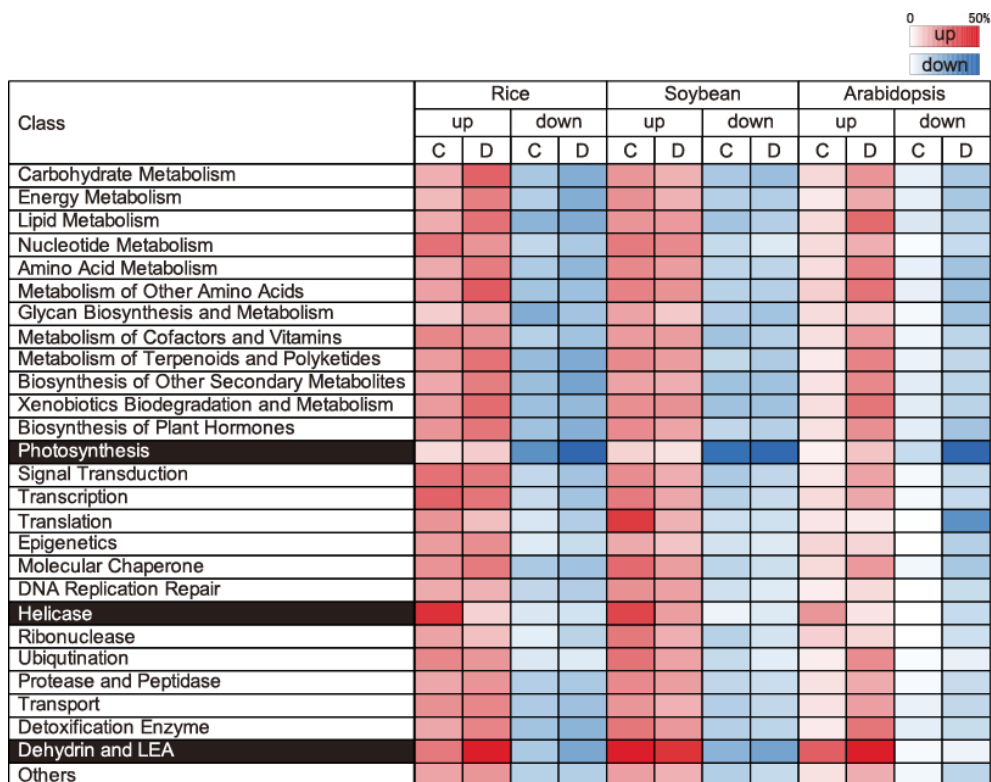 0 50%
up
down
Class Rice Soybean Arabidopsis
up down up down up down
C D C D C D C D C D C D
Carbohydrate Metabolism
Energy Metabolism
Lipid Metabolism
Nucleotide Metabolism
Amino Acid Metabolism
Metabolism of Other Amino Acids
Glycan Biosynthesis and Metabolism
Metabolism of Cofactors and Vitamins
Metabolism of Terpenoids and Polyketides
Biosynthesis of Other Secondary Metabolites
Xenobiotics Biodegradation and Metabolism
Biosynthesis of Plant Hormones
Photosynthesis
Signal Transduction
Transcription
Translation
Epigenetics
Molecular Chaperone
DNA Replication Repair
Helicase
Ribonuclease
Ubiqutination
Protease and Peptidase
Transport
Detoxification Enzyme
Dehydrin and LEA
Others